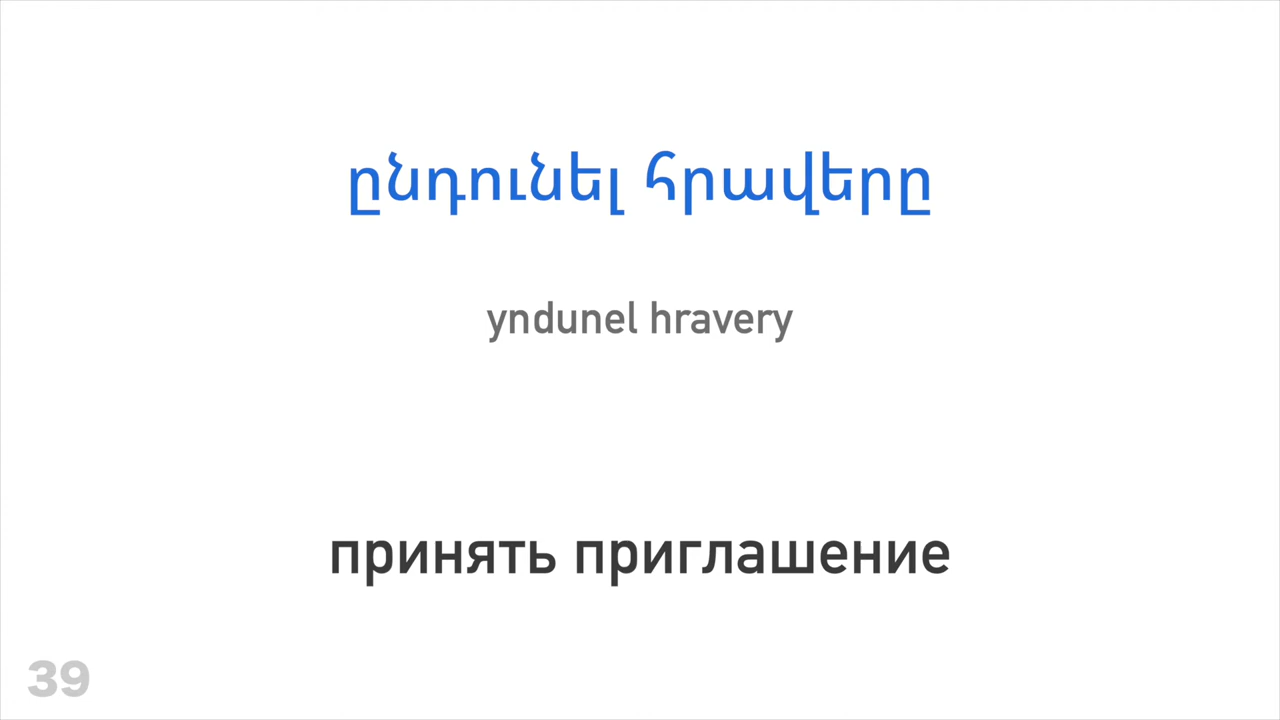 ընդունել հրավերը
yndunel hravery
принять приглашение
39